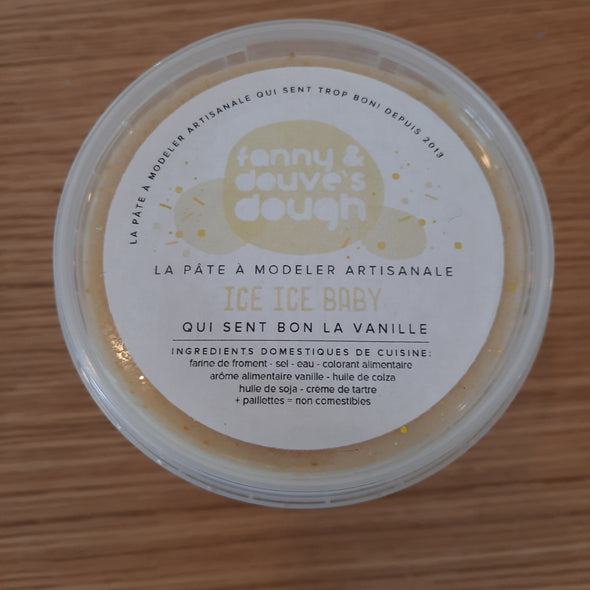 LA PÂTE À MODELER ARTISANALE QUI SENT TROP BON! DEPUIS 2013
fanny &
douve's
dough
LA PÂTE À MODELER ARTISANALE
ICE ICE BABY
QUI SENT BON LA VANILLE
INGREDIENTS DOMESTIQUES DE CUISINE:
farine de froment - sel - eau - colorant alimentaire
arôme alimentaire vanille - huile de colza
huile de soja - crème de tartre
+ paillettes = non comestibles